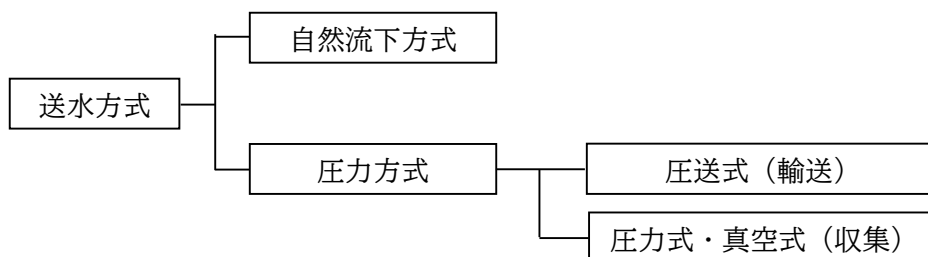 自然流下方式
送水方式
圧力方式
圧送式（輸送）
圧力式・真空式（収集）